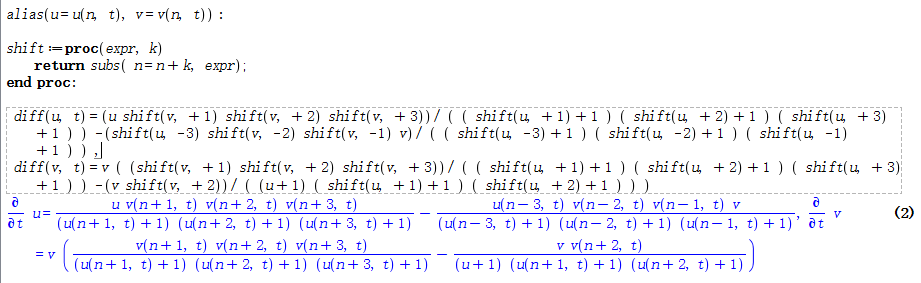 alias(u=u(n, t), v=v(n, t)) :
shift:=proc(expr, k)
return subs( n=n+k, expr);
end proc:
diff(u, t)=(u shift(v, +1) shift(v, +2) shift(v, +3))/ ( ( shift(u, +1)+1 ) ( shift(u, +2)+1 ) ( shift(u, +3)
+1 ) ) -(shift(u, -3) shift(v, -2) shift(v, -1) v)/ ( ( shift(u, -3)+1 ) ( shift(u, -2)+1 ) ( shift(u, -1)
+1 ) ) ,
diff(v, t)=v ( (shift(v, +1) shift(v, +2) shift(v, +3))/ ( ( shift(u, +1)+1 ) ( shift(u, +2)+1 ) ( shift(u, +3)
+1 ) ) -(v shift(v, +2))/ ( (u+1) ( shift(u, +1)+1 ) ( shift(u, +2)+1 ) ) )
∂/∂t u= u v(n+1, t) v(n+2, t) v(n+3, t) / (u(n+1, t)+1) (u(n+2, t)+1) (u(n+3, t)+1) − u(n−3, t) v(n−2, t) v(n−1, t) v / (u(n−3, t)+1) (u(n−2, t)+1) (u(n−1, t)+1), ∂/∂t v (2)
=v ( v(n+1, t) v(n+2, t) v(n+3, t) / (u(n+1, t)+1) (u(n+2, t)+1) (u(n+3, t)+1) − v v(n+2, t) / (u+1) (u(n+1, t)+1) (u(n+2, t)+1) )